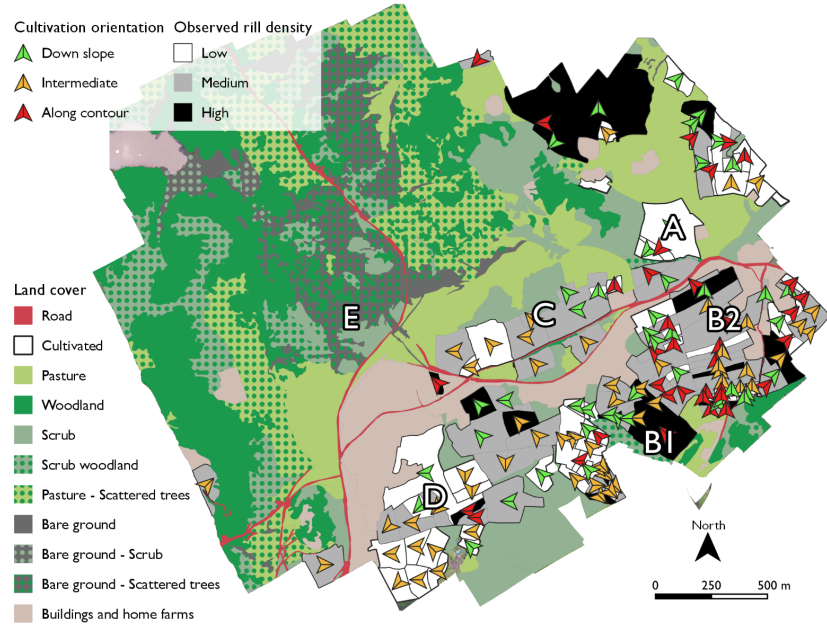 Cultivation orientation
Down slope
Intermediate
Along contour
Observed rill density
Low
Medium
High
A
C
B2
E
B1
D
Land cover
Road
Cultivated
Pasture
Woodland
Scrub
Scrub woodland
Pasture - Scattered trees
Bare ground
Bare ground - Scrub
Bare ground - Scattered trees
Buildings and home farms
North
0 250 500 m